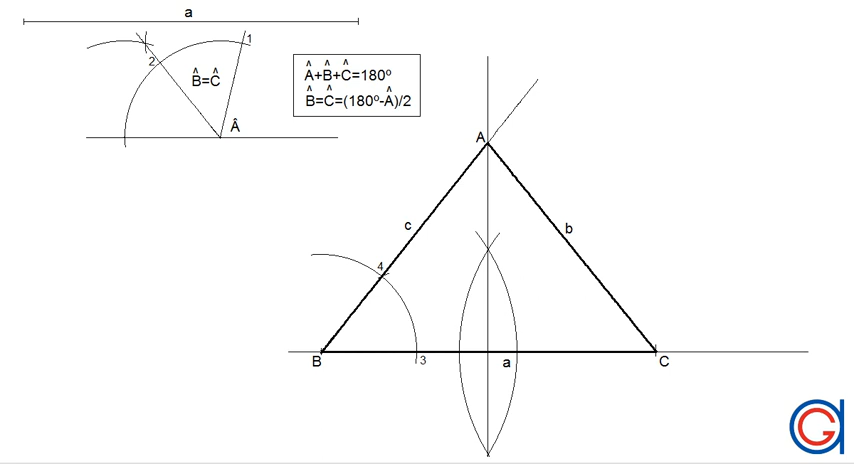 a
1
2
B̂=Ĉ
Â
Â+B̂+Ĉ=180º
B̂=Ĉ=(180º-Â)/2
A
c
b
4
B
3
a
C